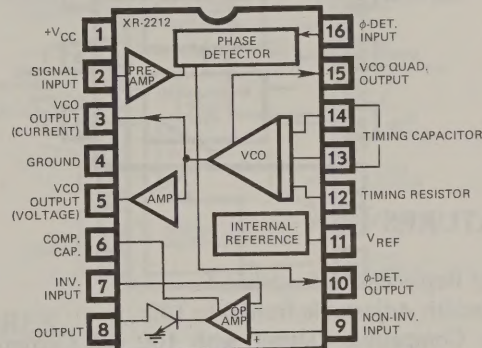 XR-2212
+VCC
1
SIGNAL
INPUT
2
VCO
OUTPUT
(CURRENT)
3
GROUND
4
VCO
OUTPUT
(VOLTAGE)
5
COMP.
CAP.
6
INV.
INPUT
7
OUTPUT
8
PRE-
AMP
PHASE
DETECTOR
VCO
AMP
INTERNAL
REFERENCE
OP
AMP
+
16
ϕ-DET.
INPUT
15
VCO QUAD.
OUTPUT
14
TIMING CAPACITOR
13
12
TIMING RESISTOR
11
VREF
10
ϕ-DET.
OUTPUT
9
NON-INV.
INPUT